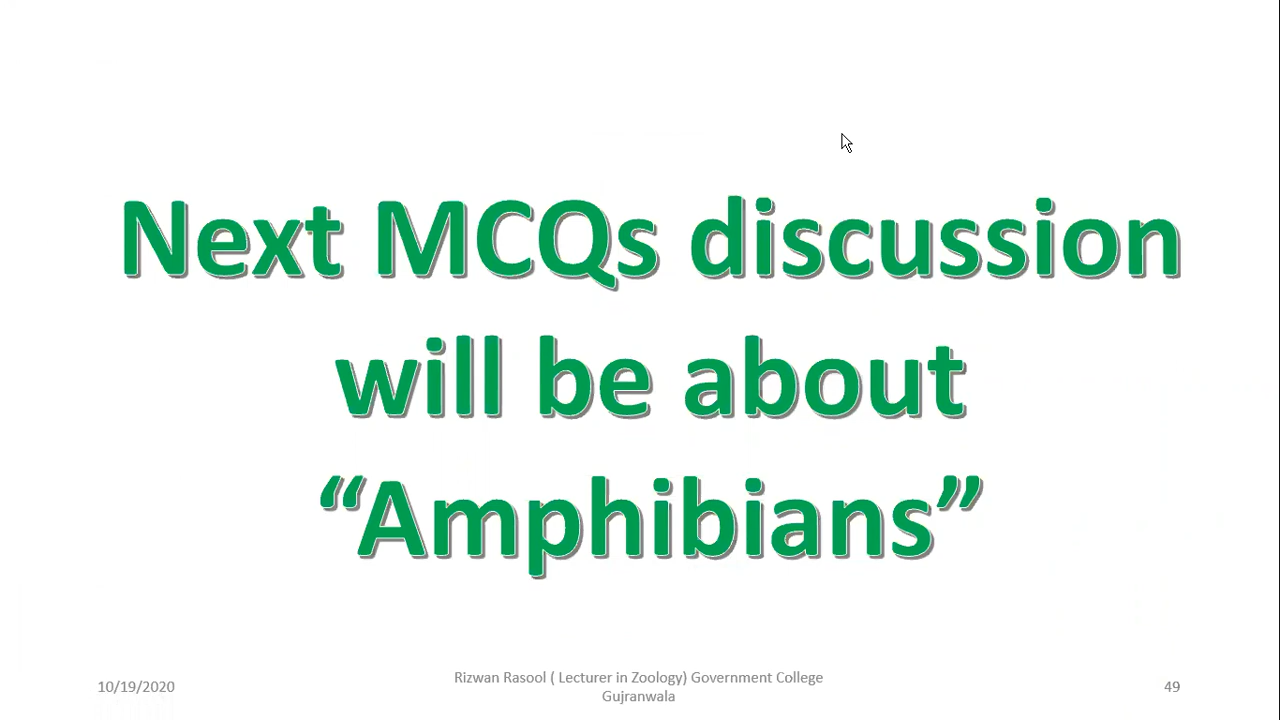 Next MCQs discussion
will be about
“Amphibians”
10/19/2020
Rizwan Rasool ( Lecturer in Zoology) Government College
Gujranwala
49